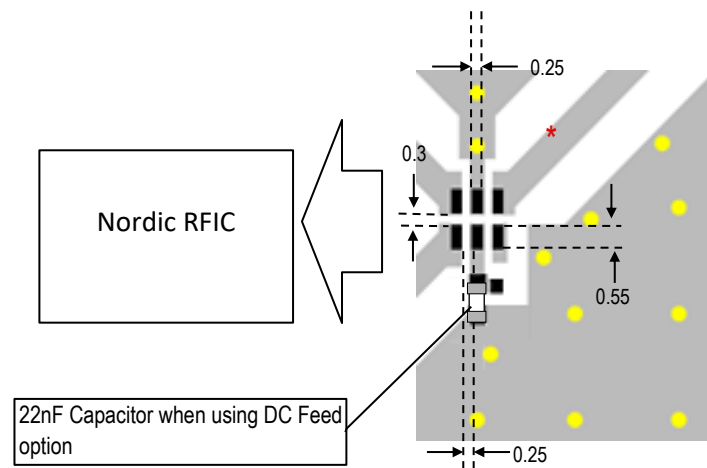 0.25
*
0.3
Nordic RFIC
0.55
22nF Capacitor when using DC Feed
option
0.25